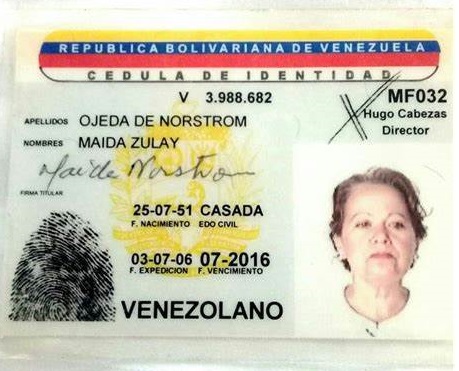 REPUBLICA BOLIVARIANA DE VENEZUELA
CEDULA DE IDENTIDAD
V 3.988.682
MF032
Hugo Cabezas
Director
APELLIDOS OJEDA DE NORSTROM
NOMBRES MAIDA ZULAY
Maida Norstrom
FIRMA TITULAR
25-07-51 CASADA
F. NACIMIENTO EDO CIVIL
03-07-06 07-2016
F. EXPEDICION F. VENCIMIENTO
VENEZOLANO